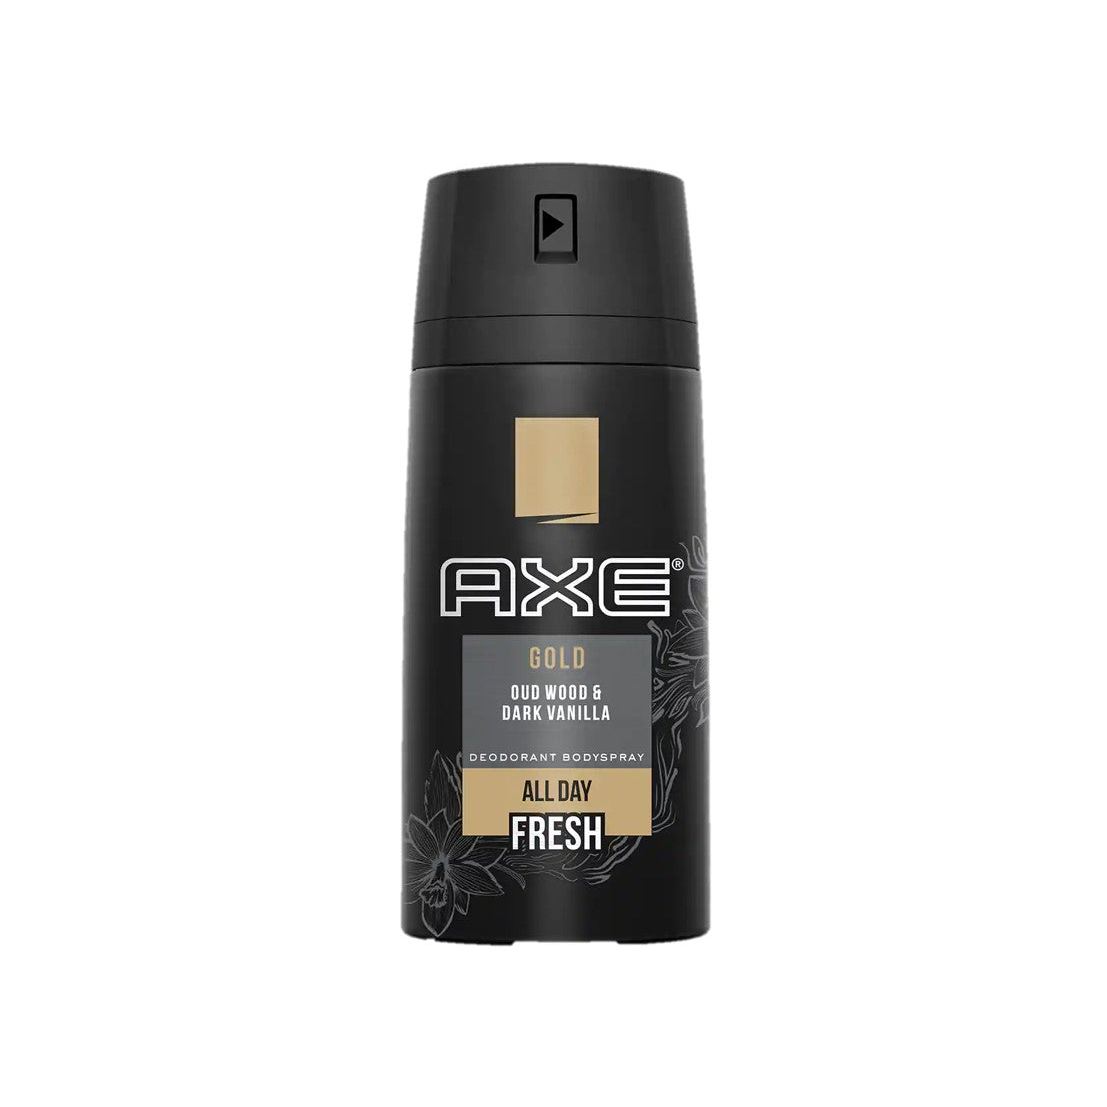 AXE®
GOLD
OUD WOOD &
DARK VANILLA
DEODORANT BODYSPRAY
ALL DAY
FRESH